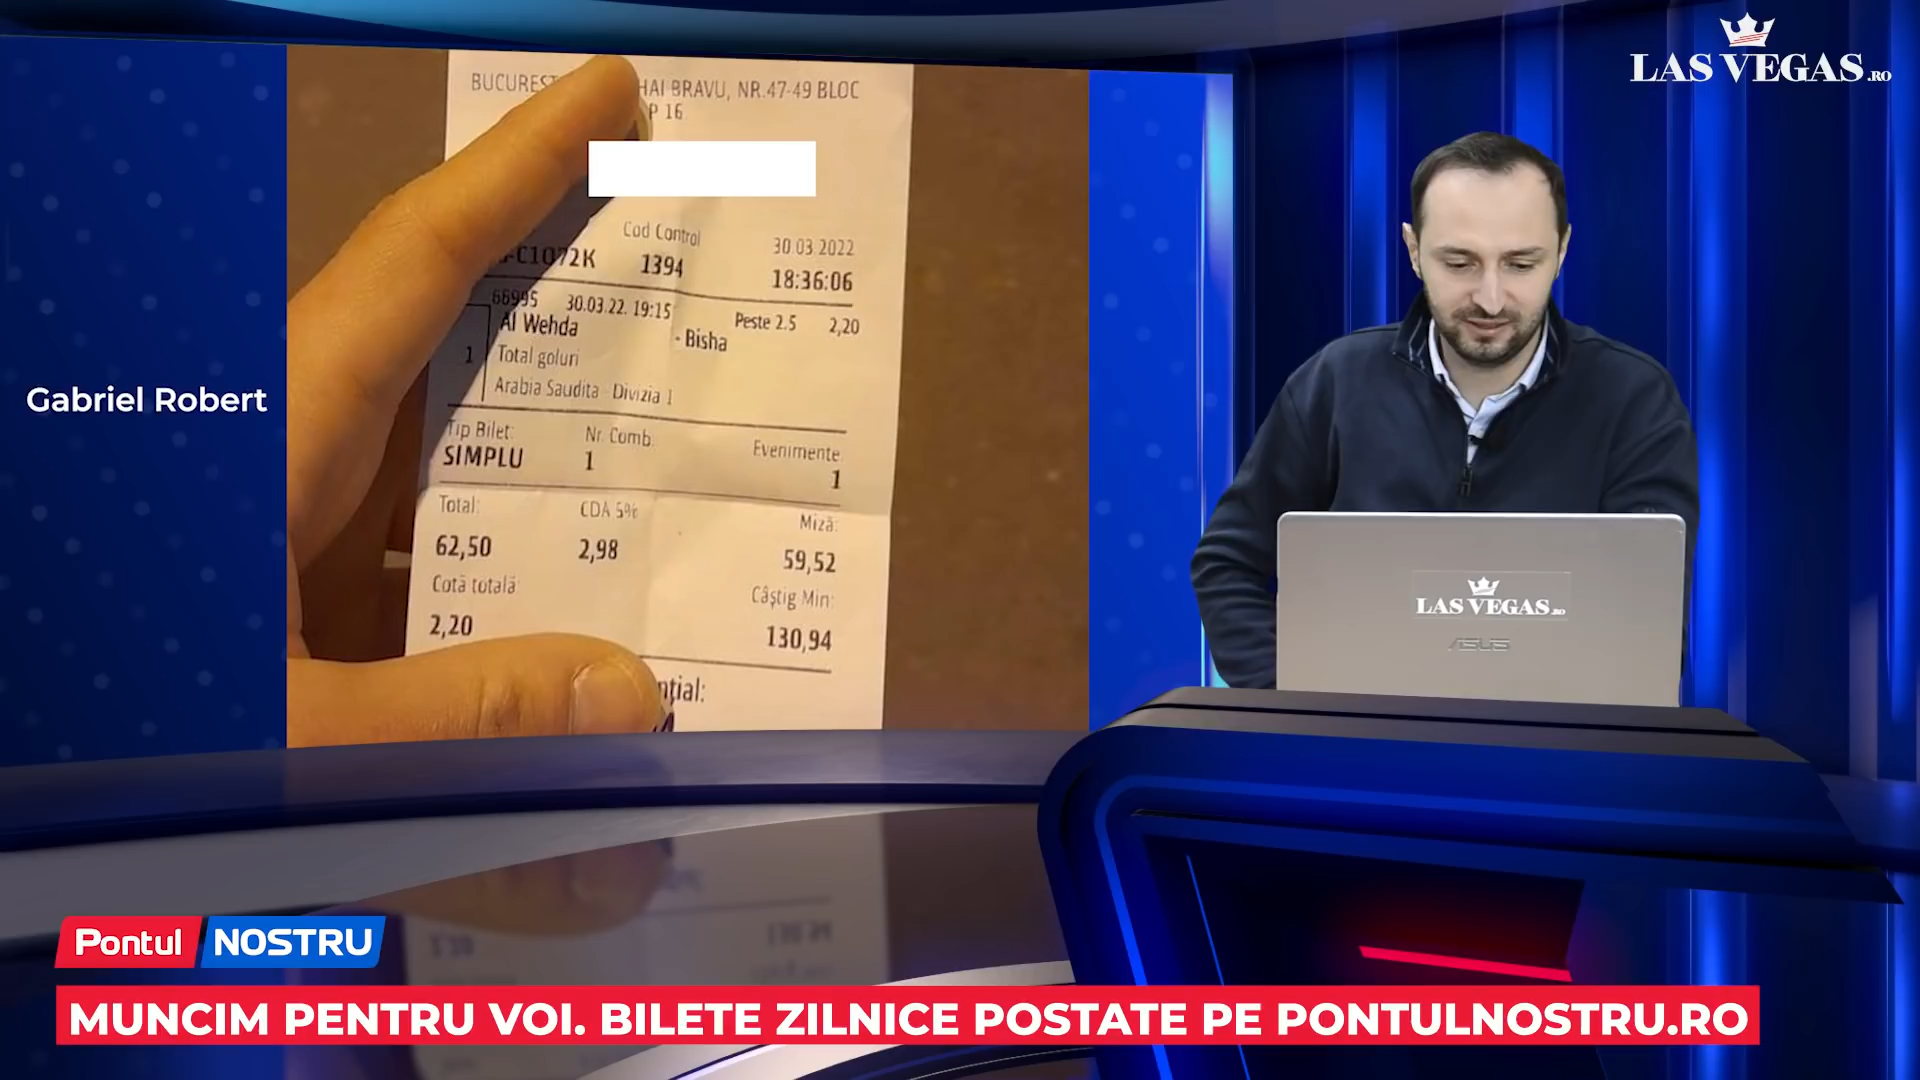 LAS VEGAS.RO
BUCUREST HAI BRAVU, NR.47-49 BLOC
P 16
Cod Control
30.03.2022
-C1072K 1394 18:36:06
66995 30.03.22. 19:15 Peste 2.5 2,20
Al Wehda - Bisha
1 Total goluri
Arabia Saudita - Divizia 1
Tip Bilet: Nr. Comb. Evenimente
SIMPLU 1 1
Total: CDA 5% Miză:
62,50 2,98 59,52
Cotă totală Câștig Min:
2,20 130,94
nțial:
Gabriel Robert
LAS VEGAS.RO
ASUS
Pontul NOSTRU
MUNCIM PENTRU VOI. BILETE ZILNICE POSTATE PE PONTULNOSTRU.RO